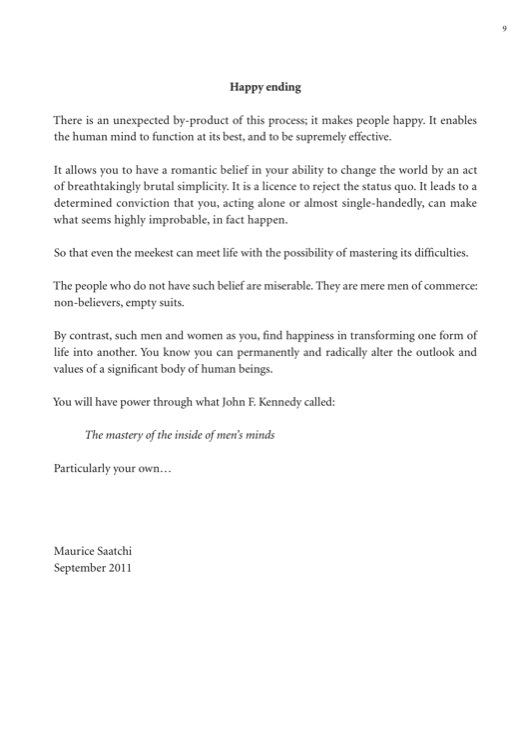 9
Happy ending
There is an unexpected by-product of this process; it makes people happy. It enables
the human mind to function at its best, and to be supremely effective.
It allows you to have a romantic belief in your ability to change the world by an act
of breathtakingly brutal simplicity. It is a licence to reject the status quo. It leads to a
determined conviction that you, acting alone or almost single-handedly, can make
what seems highly improbable, in fact happen.
So that even the meekest can meet life with the possibility of mastering its difficulties.
The people who do not have such belief are miserable. They are mere men of commerce:
non-believers, empty suits.
By contrast, such men and women as you, find happiness in transforming one form of
life into another. You know you can permanently and radically alter the outlook and
values of a significant body of human beings.
You will have power through what John F. Kennedy called:
The mastery of the inside of men's minds
Particularly your own…
Maurice Saatchi
September 2011